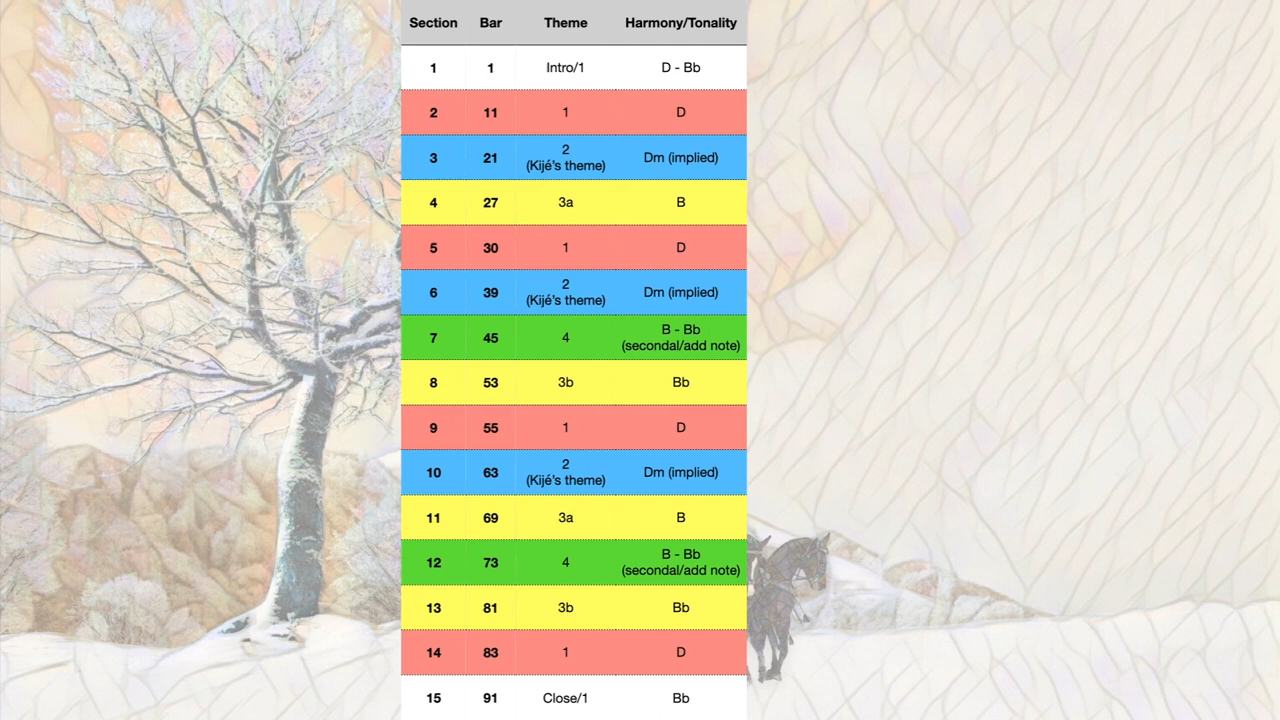 Section Bar Theme Harmony/Tonality
1 1 Intro/1 D - Bb
2 11 1 D
3 21 2 (Kijé's theme) Dm (implied)
4 27 3a B
5 30 1 D
6 39 2 (Kijé's theme) Dm (implied)
7 45 4 B - Bb (secondal/add note)
8 53 3b Bb
9 55 1 D
10 63 2 (Kijé's theme) Dm (implied)
11 69 3a B
12 73 4 B - Bb (secondal/add note)
13 81 3b Bb
14 83 1 D
15 91 Close/1 Bb